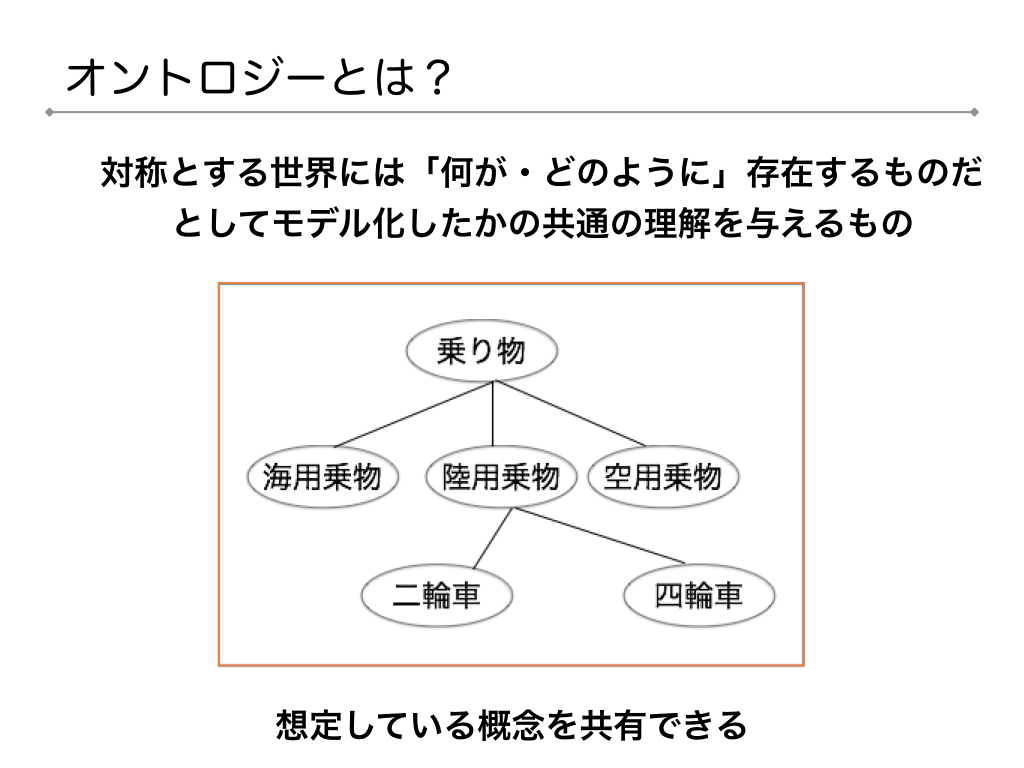 オントロジーとは？
対称とする世界には「何が・どのように」存在するものだ
としてモデル化したかの共通の理解を与えるもの
乗り物
海用乗物
陸用乗物
空用乗物
二輪車
四輪車
想定している概念を共有できる